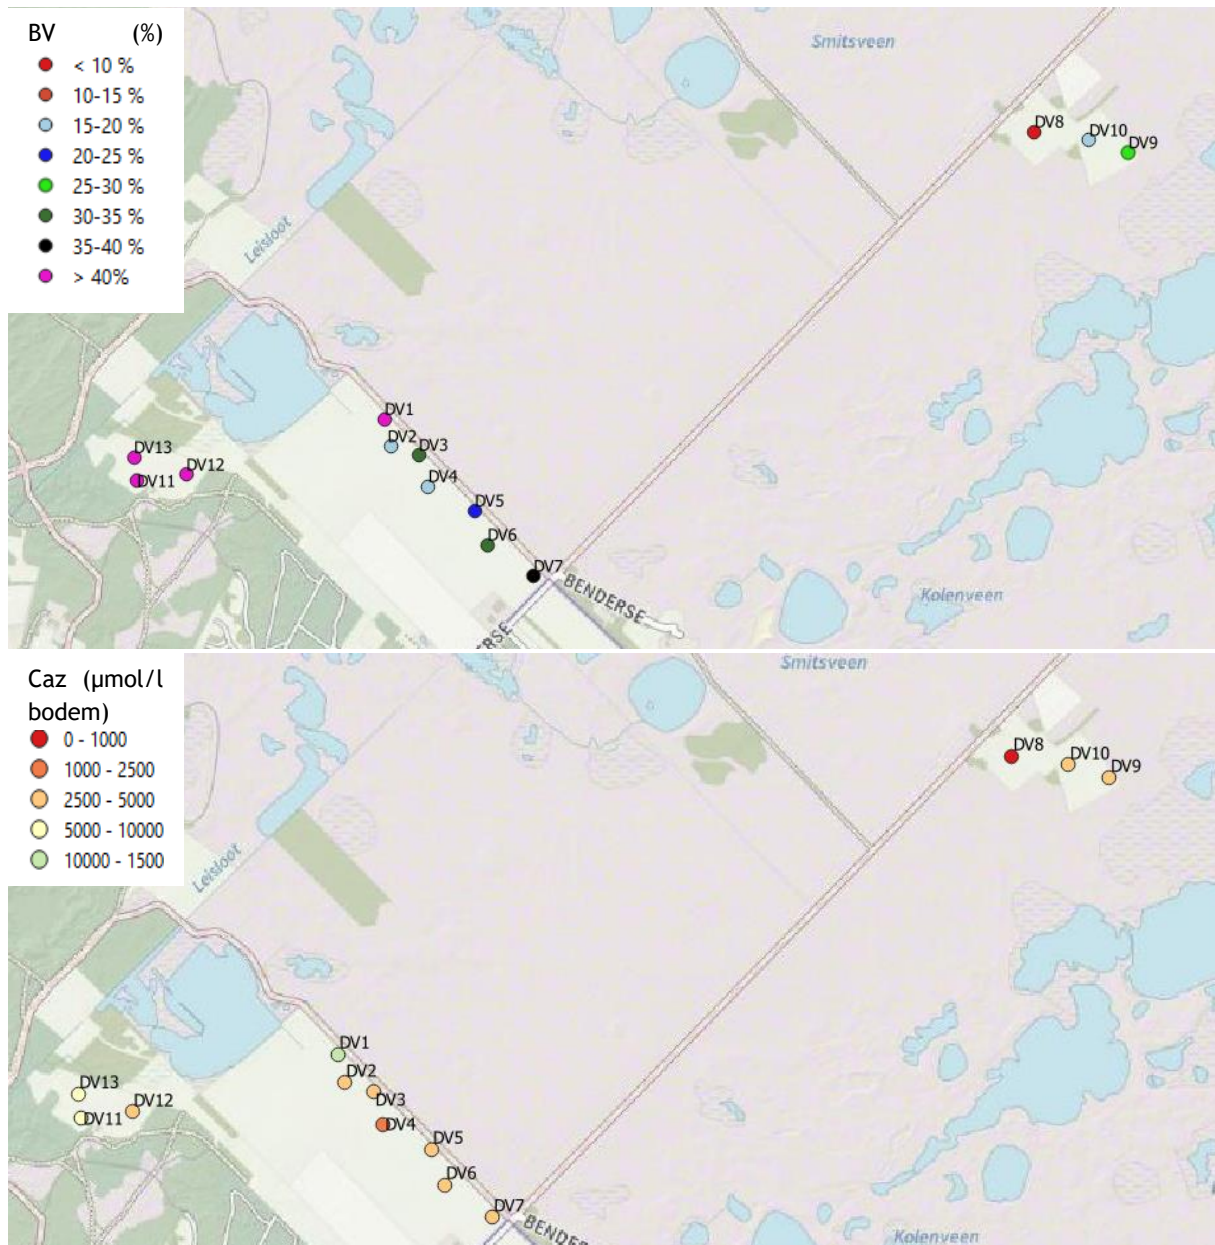 BV (%)
< 10 %
10-15 %
15-20 %
20-25 %
25-30 %
30-35 %
35-40 %
> 40%
Smitsveen
DV8
DV10
DV9
Leisloot
DV1
DV2
DV3
DV13
DV12
DV11
DV4
DV5
DV6
DV7
BENDERSE
Kolenveen
ERSE
Caz (µmol/l
bodem)
0 - 1000
1000 - 2500
2500 - 5000
5000 - 10000
10000 - 1500
Smitsveen
DV8
DV10
DV9
Leisloot
DV1
DV2
DV13
DV3
DV12
DV11
DV4
DV5
DV6
DV7
BENDERSE
Kolenveen